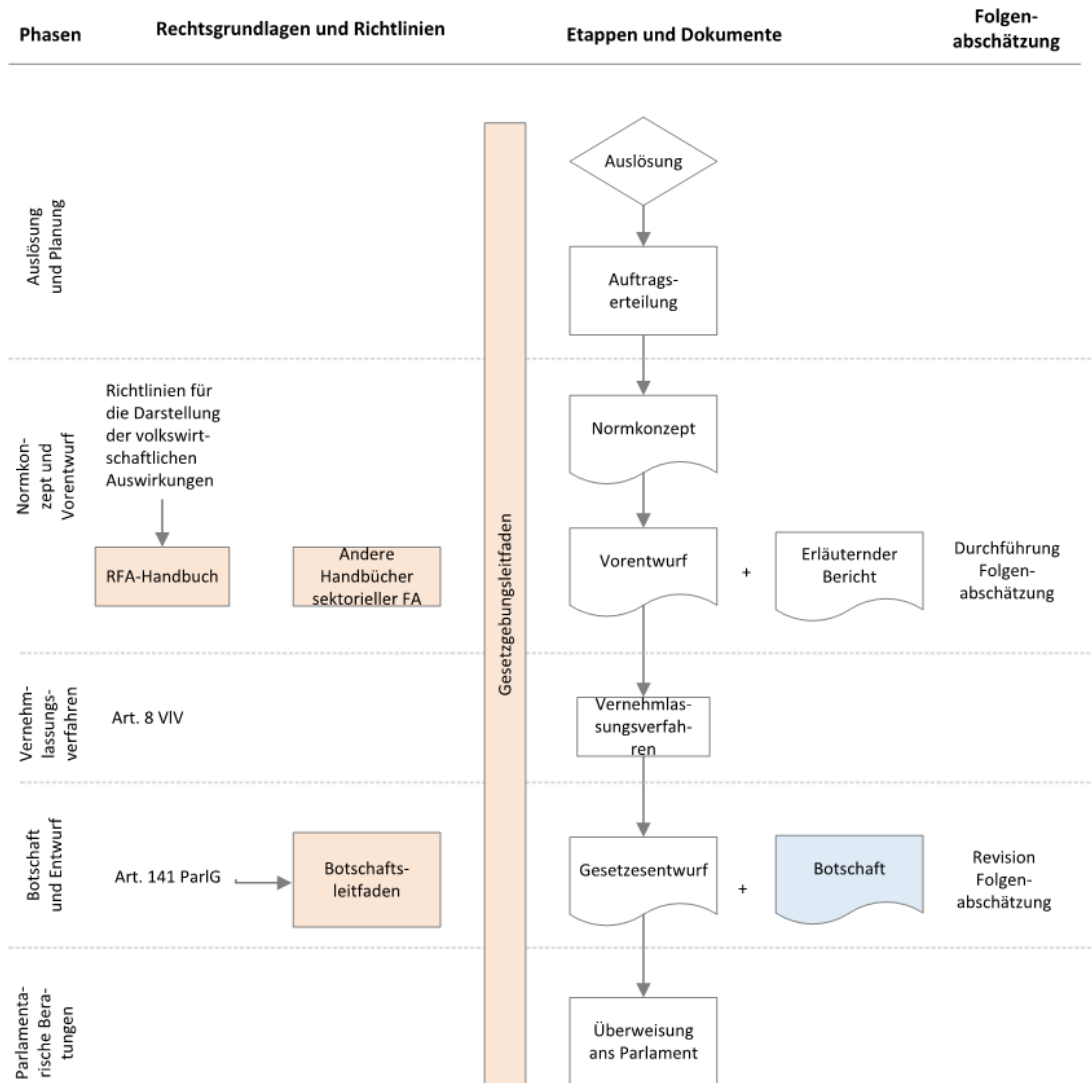 Phasen
Rechtsgrundlagen und Richtlinien
Etappen und Dokumente
Folgen-
abschätzung
Auslösung
und Planung
Auslösung
Auftrags-
erteilung
Gesetzgebungsleitfaden
Normkon-
zept und
Vorentwurf
Richtlinien für
die Darstellung
der volkswirt-
schaftlichen
Auswirkungen
RFA-Handbuch
Andere
Handbücher
sektorieller FA
Normkonzept
Vorentwurf
+
Erläuternder
Bericht
Durchführung
Folgen-
abschätzung
Vernehm-
lassungs-
verfahren
Art. 8 VlV
Vernehmlas-
sungsverfah-
ren
Botschaft
und Entwurf
Art. 141 ParlG
Botschafts-
leitfaden
Gesetzesentwurf
+
Botschaft
Revision
Folgen-
abschätzung
Parlamenta-
rische Bera-
tungen
Überweisung
ans Parlament